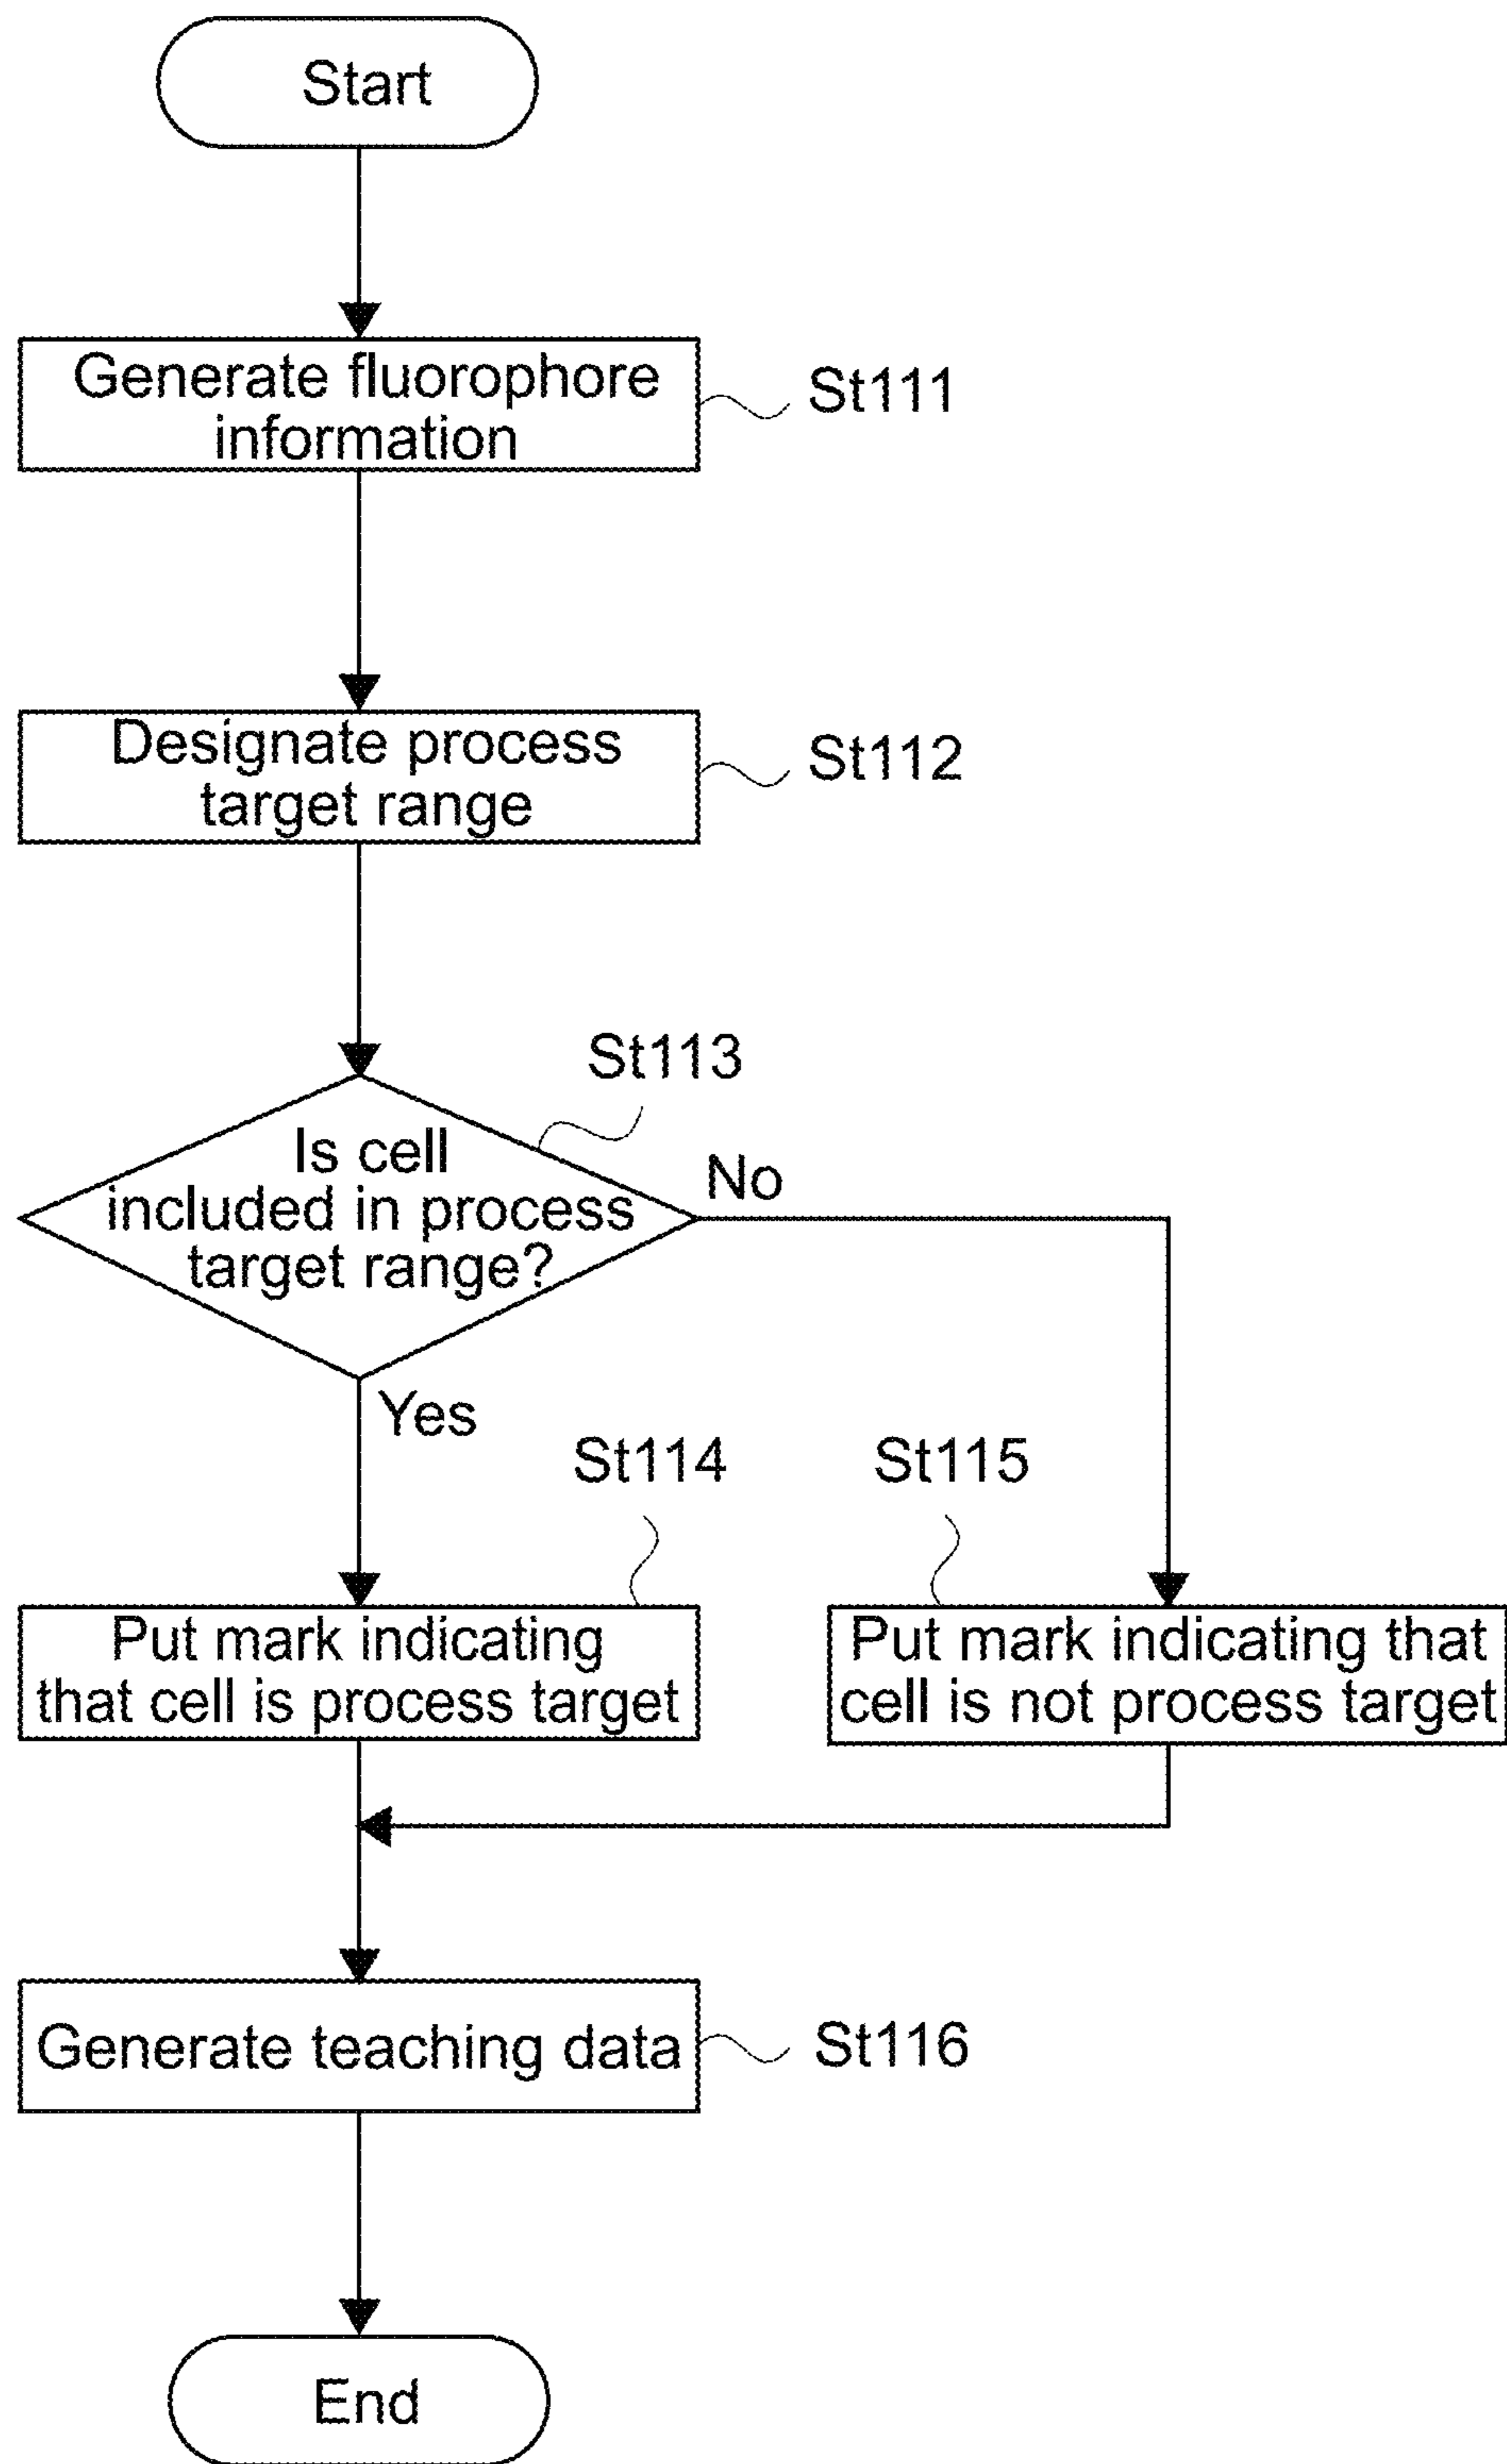 Start
Generate fluorophore
information
St111
Designate process
target range
St112
St113
Is cell
included in process
target range?
No
Yes
St114
St115
Put mark indicating
that cell is process target
Put mark indicating that
cell is not process target
Generate teaching data
St116
End